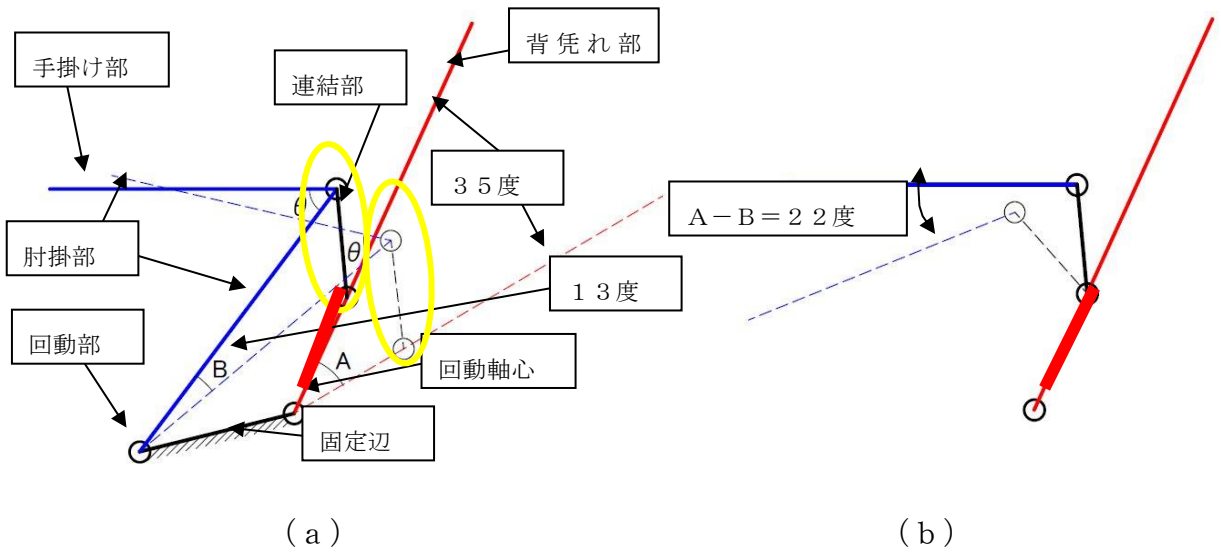 手掛け部
連結部
背凭れ部
３５度
θ
θ
肘掛部
A－B＝２２度
１３度
回動部
B
A
回動軸心
固定辺
（a）
（b）